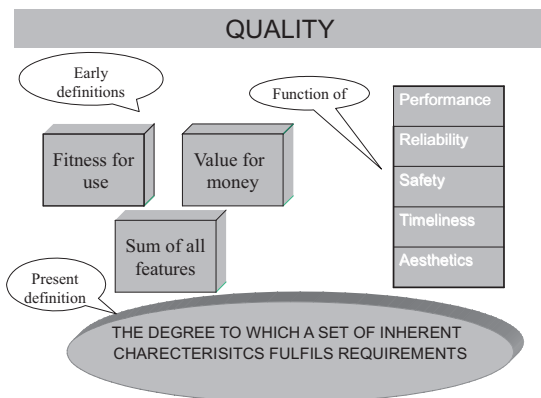 QUALITY
Early
definitions
Fitness for
use
Value for
money
Sum of all
features
Function of
Performance
Reliability
Safety
Timeliness
Aesthetics
Present
definition
THE DEGREE TO WHICH A SET OF INHERENT
CHARECTERISITCS FULFILS REQUIREMENTS